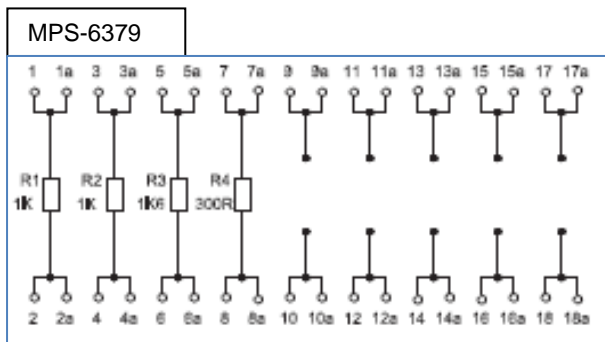 MPS-6379
1 1a 3 3a 5 5a 7 7a 9 9a 11 11a 13 13a 15 15a 17 17a
R1 R2 R3 R4
1K 1K 1K6 300R
2 2a 4 4a 6 6a 8 8a 10 10a 12 12a 14 14a 16 16a 18 18a